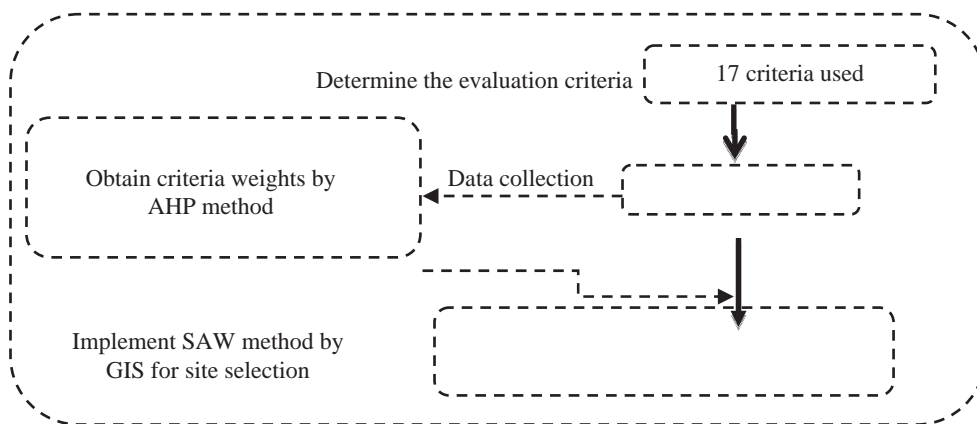 Determine the evaluation criteria
17 criteria used
Obtain criteria weights by
AHP method
Data collection
Implement SAW method by
GIS for site selection